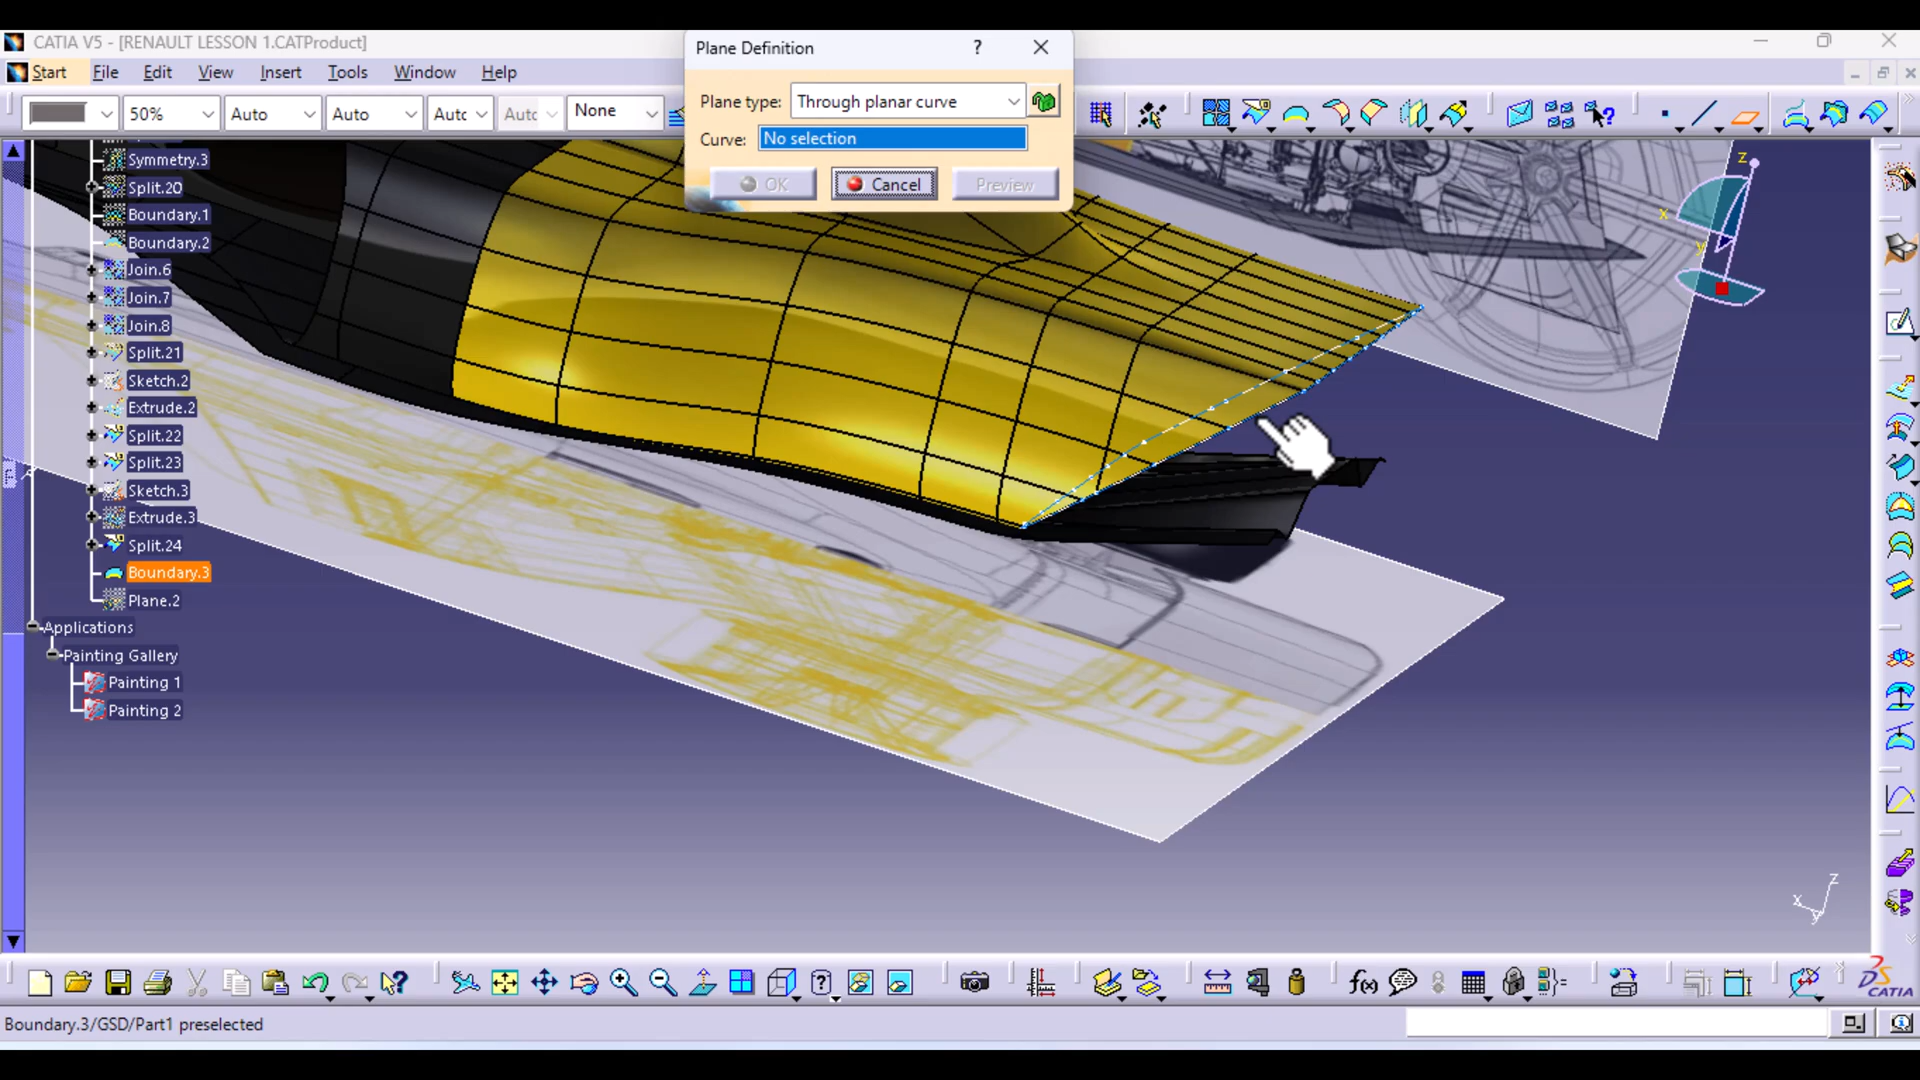 CATIA V5 - [RENAULT LESSON 1.CATProduct]
Start File Edit View Insert Tools Window Help
50% Auto Auto Autc Autc None
Plane Definition ?
Plane type: Through planar curve
Curve: No selection
OK Cancel Preview
Symmetry.3
Split.20
Boundary.1
Boundary.2
Join.6
Join.7
Join.8
Split.21
Sketch.2
Extrude.2
Split.22
Split.23
Sketch.3
Extrude.3
Split.24
Boundary.3
Plane.2
Applications
Painting Gallery
Painting 1
Painting 2
z
x
y
z
x
y
f(x)
DS
CATIA
Boundary.3/GSD/Part1 preselected